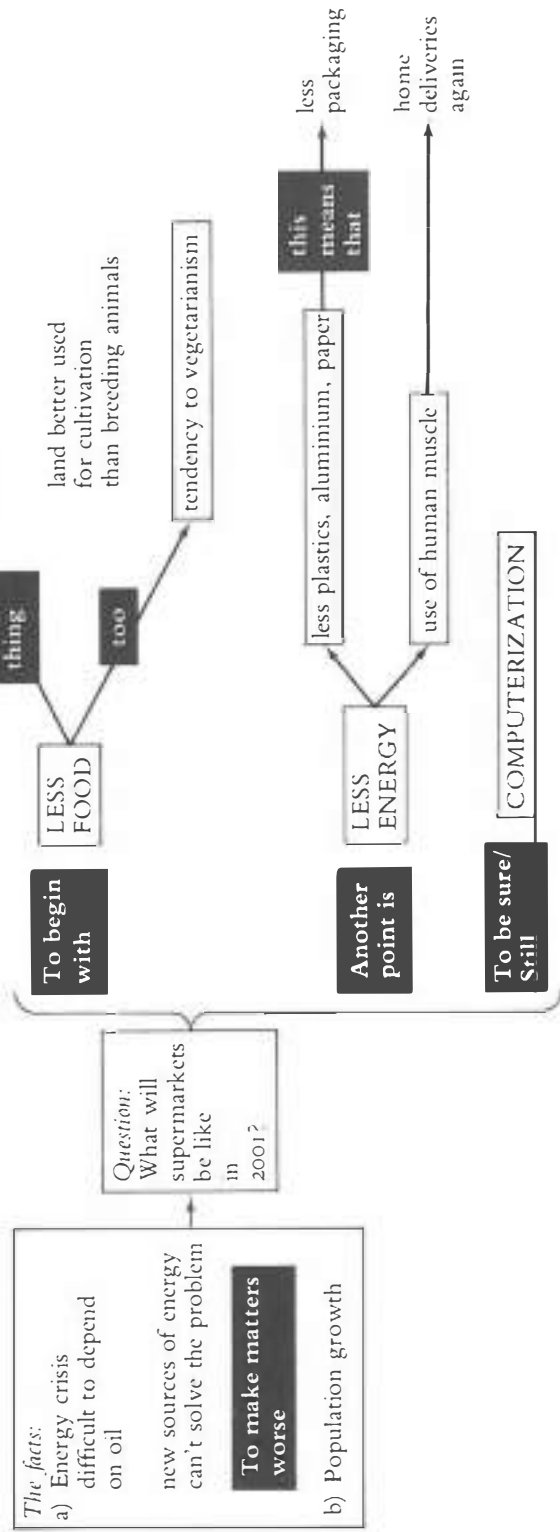 The facts:
a) Energy crisis
difficult to depend
on oil
new sources of energy
can't solve the problem
To make matters
worse
b) Population growth
Question:
What will
supermarkets
be like
in
2001?
To begin
with
LESS
FOOD
thing
too
land better used
for cultivation
than breeding animals
tendency to vegetarianism
Another
point is
LESS
ENERGY
less plastics, aluminium, paper
this
means
that
less
packaging
use of human muscle
home
deliveries
again
To be sure/
Still
COMPUTERIZATION